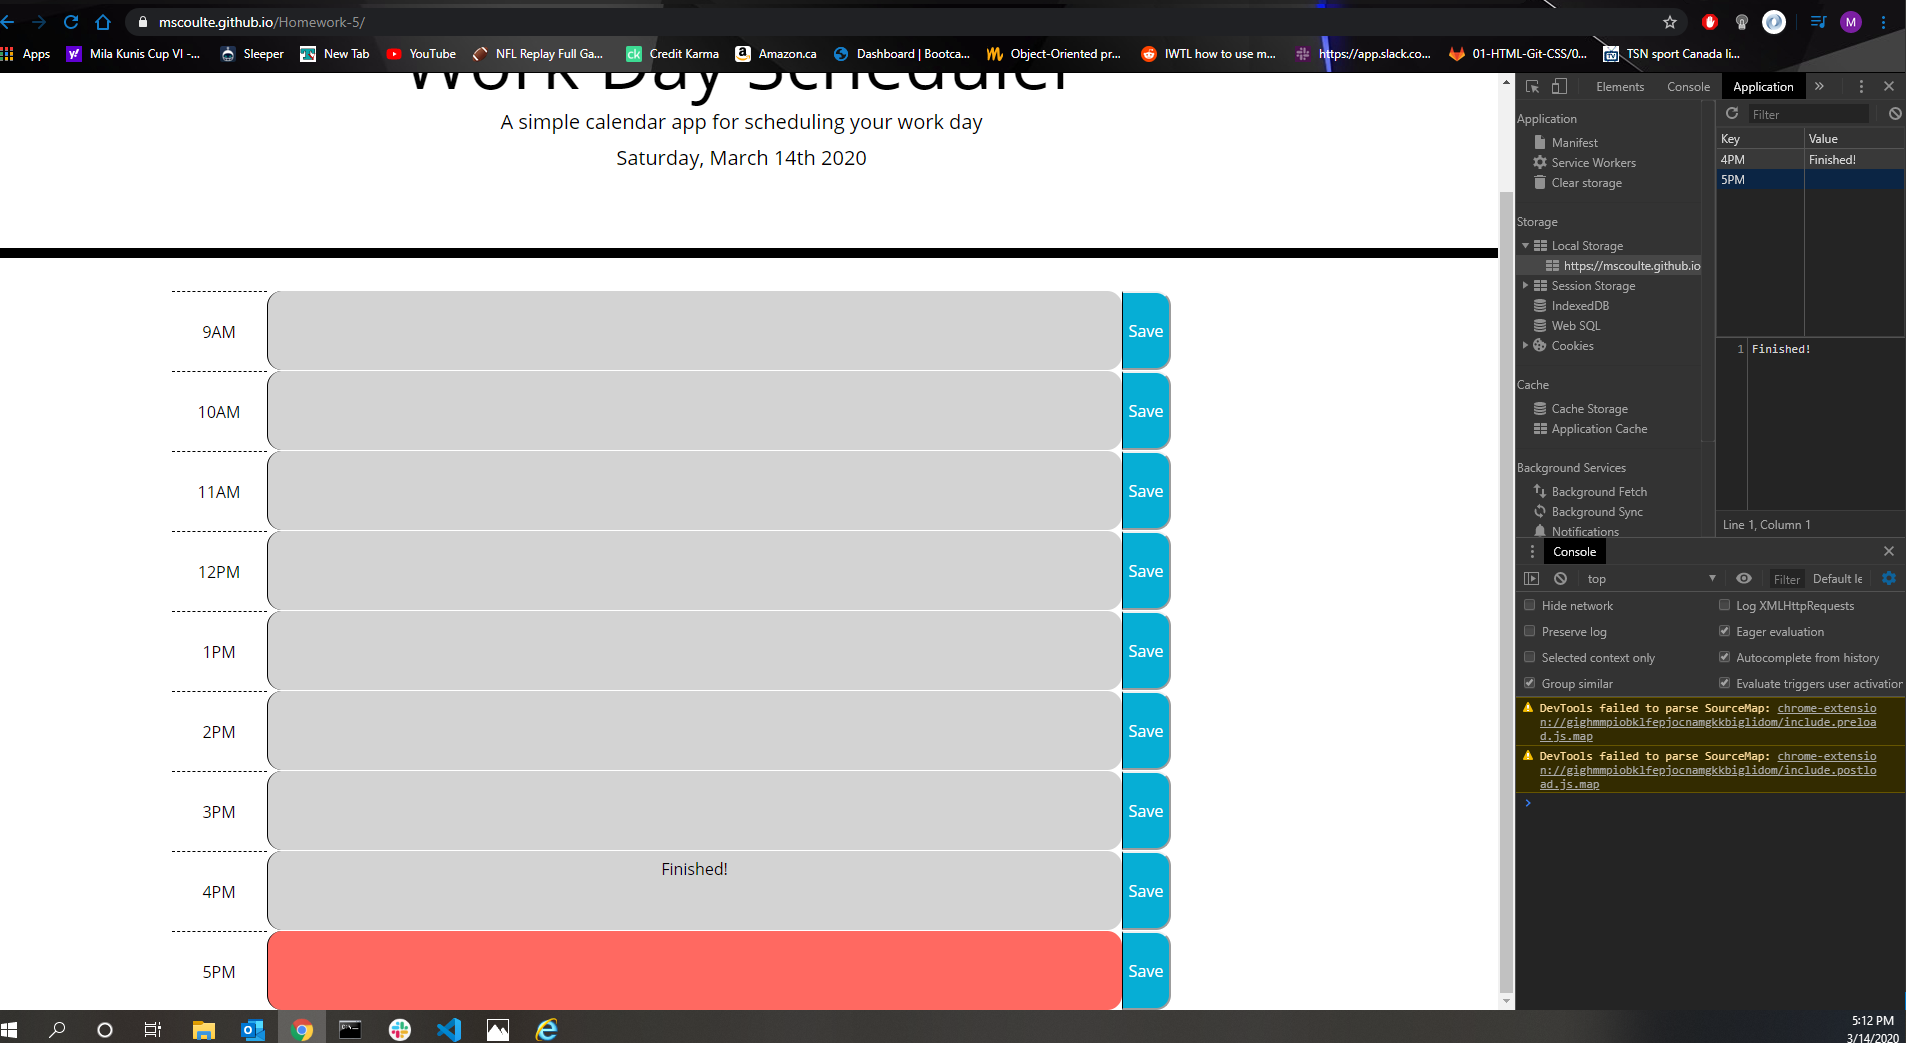 mscoulte.github.io/Homework-5/
M
Apps
Mila Kunis Cup VI -...
Sleeper
New Tab
YouTube
NFL Replay Full Ga...
Credit Karma
Amazon.ca
Dashboard | Bootca...
Object-Oriented pr...
IWTL how to use m...
https://app.slack.co...
01-HTML-Git-CSS/0...
TSN sport Canada li...
Work Day Scheduler
A simple calendar app for scheduling your work day
Saturday, March 14th 2020
9AM Save
10AM Save
11AM Save
12PM Save
1PM Save
2PM Save
3PM Save
4PM Finished! Save
5PM Save
Elements Console Application »
Application
Manifest
Service Workers
Clear storage
Storage
Local Storage
https://mscoulte.github.io
Session Storage
IndexedDB
Web SQL
Cookies
Cache
Cache Storage
Application Cache
Background Services
Background Fetch
Background Sync
Notifications
Filter
Key Value
4PM Finished!
5PM
1 Finished!
Line 1, Column 1
Console
top Filter Default le
Hide network Log XMLHttpRequests
Preserve log Eager evaluation
Selected context only Autocomplete from history
Group similar Evaluate triggers user activation
DevTools failed to parse SourceMap: chrome-extensio
n://gighmmpiobklfepjocnamgkkbiglidom/include.preloa
d.js.map
DevTools failed to parse SourceMap: chrome-extensio
n://gighmmpiobklfepjocnamgkkbiglidom/include.postlo
ad.js.map
5:12 PM
3/14/2020